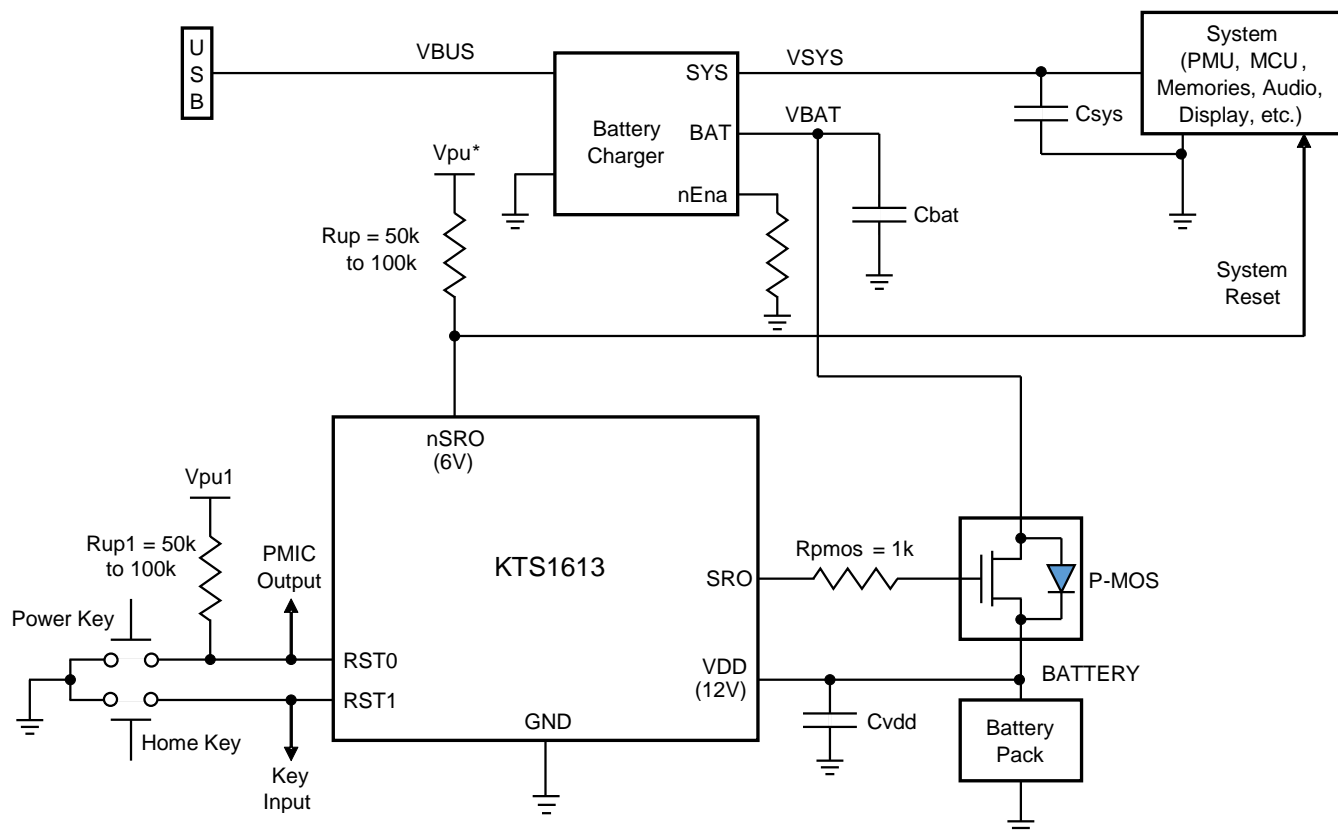 U
S
B
VBUS
SYS
BAT
nEna
Battery
Charger
VSYS
VBAT
Csys
System
(PMU, MCU,
Memories, Audio,
Display, etc.)
Vpu*
Rup = 50k
to 100k
Cbat
System
Reset
nSRO
(6V)
Vpu1
Rup1 = 50k
to 100k
PMIC
Output
KTS1613
SRO
Rpmos = 1k
P-MOS
Power Key
RST0
RST1
VDD
(12V)
BATTERY
Home Key
Key
Input
GND
Cvdd
Battery
Pack